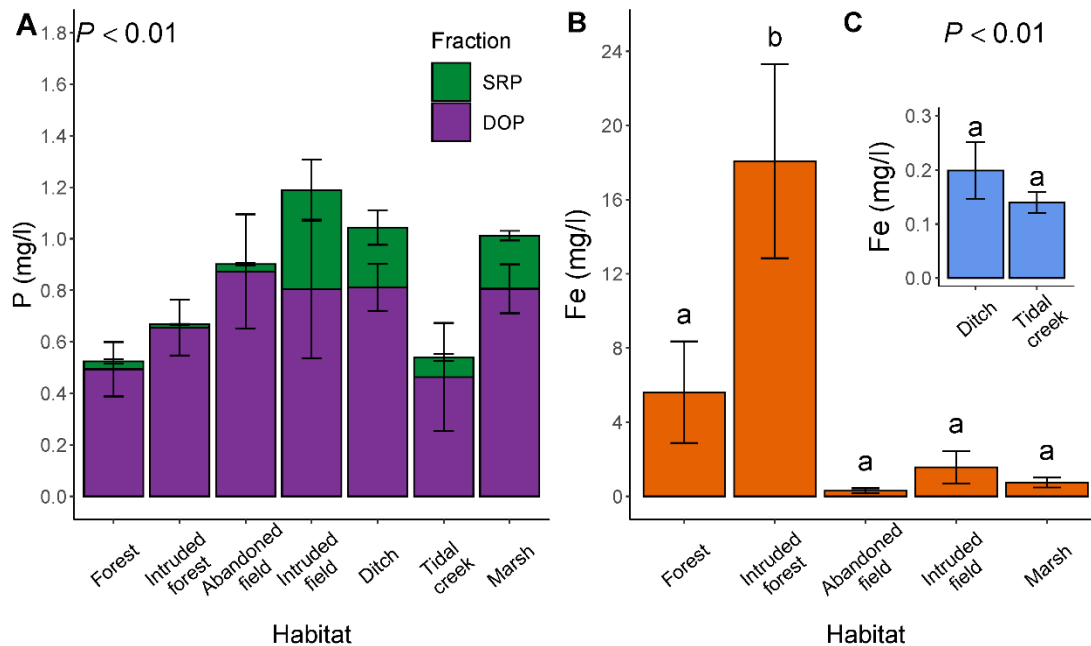 A
P < 0.01
P (mg/l)
1.8
1.6
1.4
1.2
1.0
0.8
0.6
0.4
0.2
0.0
Fraction
SRP
DOP
Forest
Intruded
forest
Abandoned
field
Intruded
field
Ditch
Tidal
creek
Marsh
Habitat
B
Fe (mg/l)
24
20
16
12
8
4
0
a
b
a
a
a
Forest
Intruded
forest
Abandoned
field
Intruded
field
Marsh
Habitat
C
P < 0.01
Fe (mg/l)
0.3
0.2
0.1
0.0
a
a
Ditch
Tidal
creek